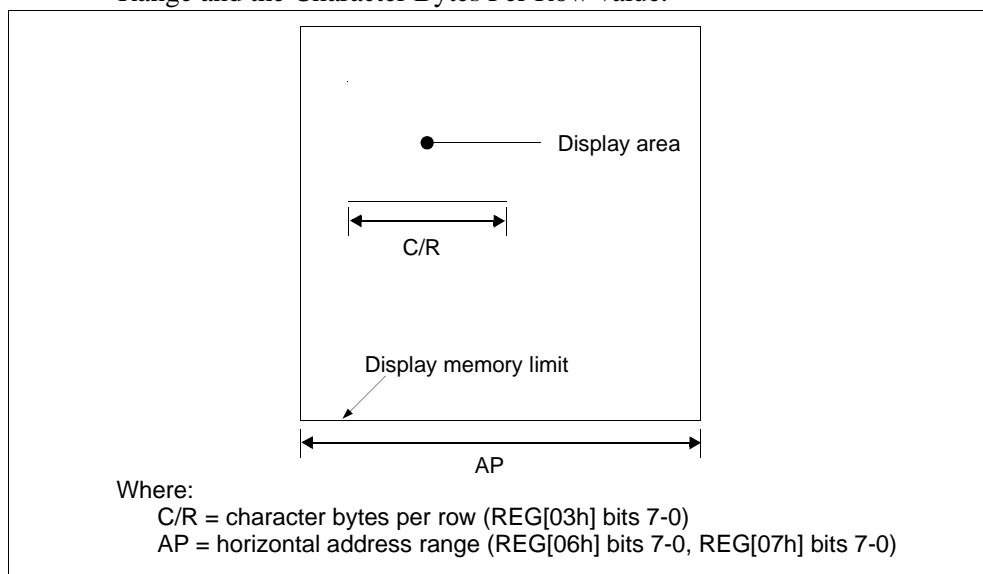 Range and the Character Bytes Per Row value.
Display area
C/R
Display memory limit
AP
Where:
C/R = character bytes per row (REG[03h] bits 7-0)
AP = horizontal address range (REG[06h] bits 7-0, REG[07h] bits 7-0)